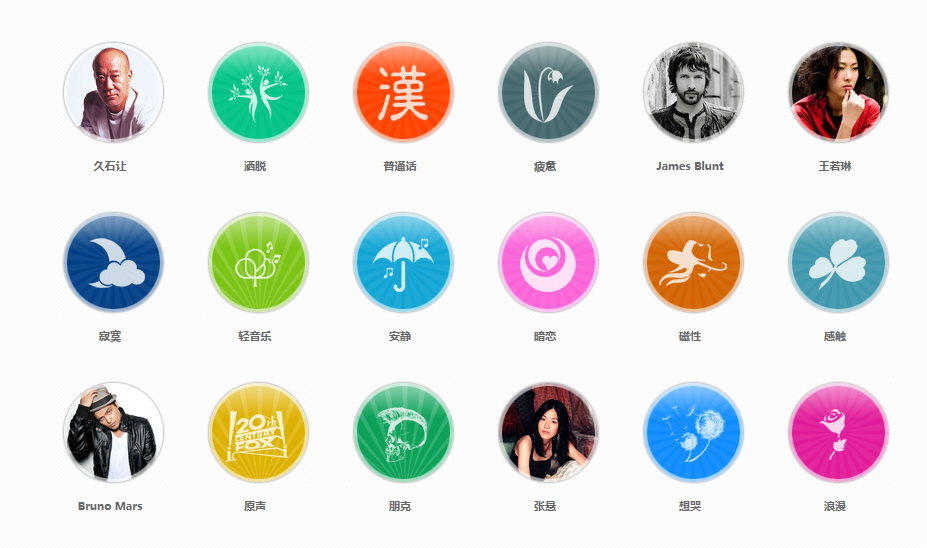 漢
久石让
洒脱
普通话
疲惫
James Blunt
王若琳
寂寞
轻音乐
安静
暗恋
磁性
感触
20th
CENTURY
FOX
Bruno Mars
原声
朋克
张悬
想哭
浪漫